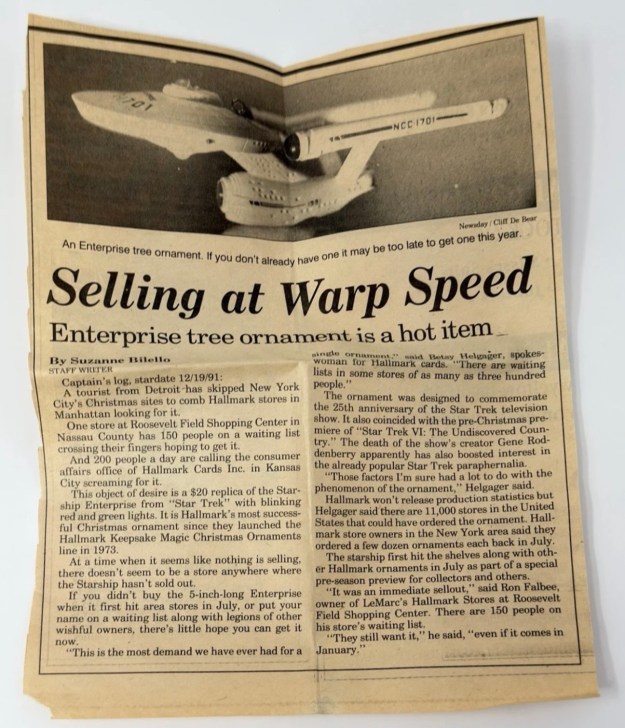 1701
NCC-1701
Newsday / Cliff De Bear
An Enterprise tree ornament. If you don't already have one it may be too late to get one this year.
Selling at Warp Speed
Enterprise tree ornament is a hot item
By Suzanne Bilello
STAFF WRITER
Captain's log, stardate 12/19/91:
A tourist from Detroit has skipped New York
City's Christmas sites to comb Hallmark stores in
Manhattan looking for it.
One store at Roosevelt Field Shopping Center in
Nassau County has 150 people on a waiting list
crossing their fingers hoping to get it.
And 200 people a day are calling the consumer
affairs office of Hallmark Cards Inc. in Kansas
City screaming for it.
This object of desire is a $20 replica of the Star-
ship Enterprise from "Star Trek" with blinking
red and green lights. It is Hallmark's most success-
ful Christmas ornament since they launched the
Hallmark Keepsake Magic Christmas Ornaments
line in 1973.
At a time when it seems like nothing is selling,
there doesn't seem to be a store anywhere where
the Starship hasn't sold out.
If you didn't buy the 5-inch-long Enterprise
when it first hit area stores in July, or put your
name on a waiting list along with legions of other
wishful owners, there's little hope you can get it
now.
"This is the most demand we have ever had for a
single ornament," said Betsy Helgager, spokes-
woman for Hallmark cards. "There are waiting
lists in some stores of as many as three hundred
people."
The ornament was designed to commemorate
the 25th anniversary of the Star Trek television
show. It also coincided with the pre-Christmas pre-
miere of "Star Trek VI: The Undiscovered Coun-
try." The death of the show's creator Gene Rod-
denberry apparently has also boosted interest in
the already popular Star Trek paraphernalia.
"Those factors I'm sure had a lot to do with the
phenomenon of the ornament," Helgager said.
Hallmark won't release production statistics but
Helgager said there are 11,000 stores in the United
States that could have ordered the ornament. Hall-
mark store owners in the New York area said they
ordered a few dozen ornaments each back in July.
The starship first hit the shelves along with oth-
er Hallmark ornaments in July as part of a special
pre-season preview for collectors and others.
"It was an immediate sellout," said Ron Falbee,
owner of LeMarc's Hallmark Stores at Roosevelt
Field Shopping Center. There are 150 people on
his store's waiting list.
"They still want it," he said, "even if it comes in
January."